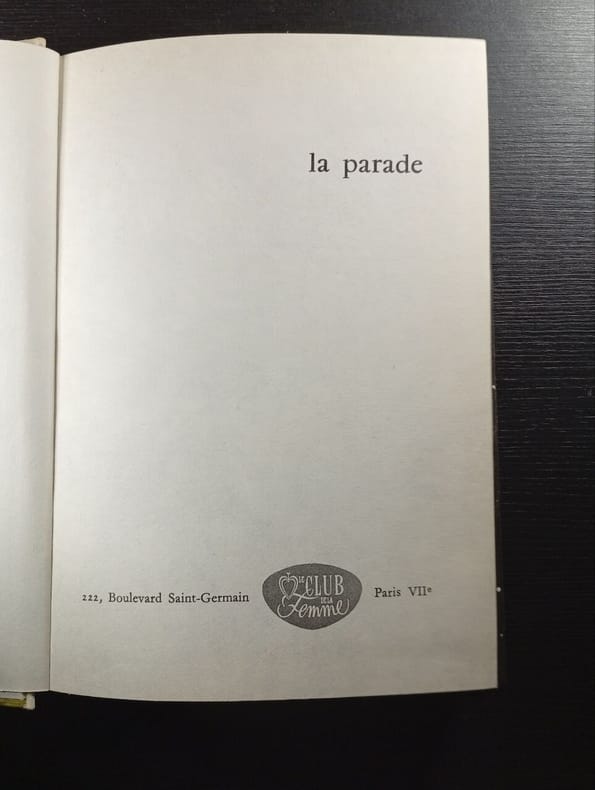 la parade
222, Boulevard Saint-Germain
LE CLUB
DE LA
Femme
Paris VIIe